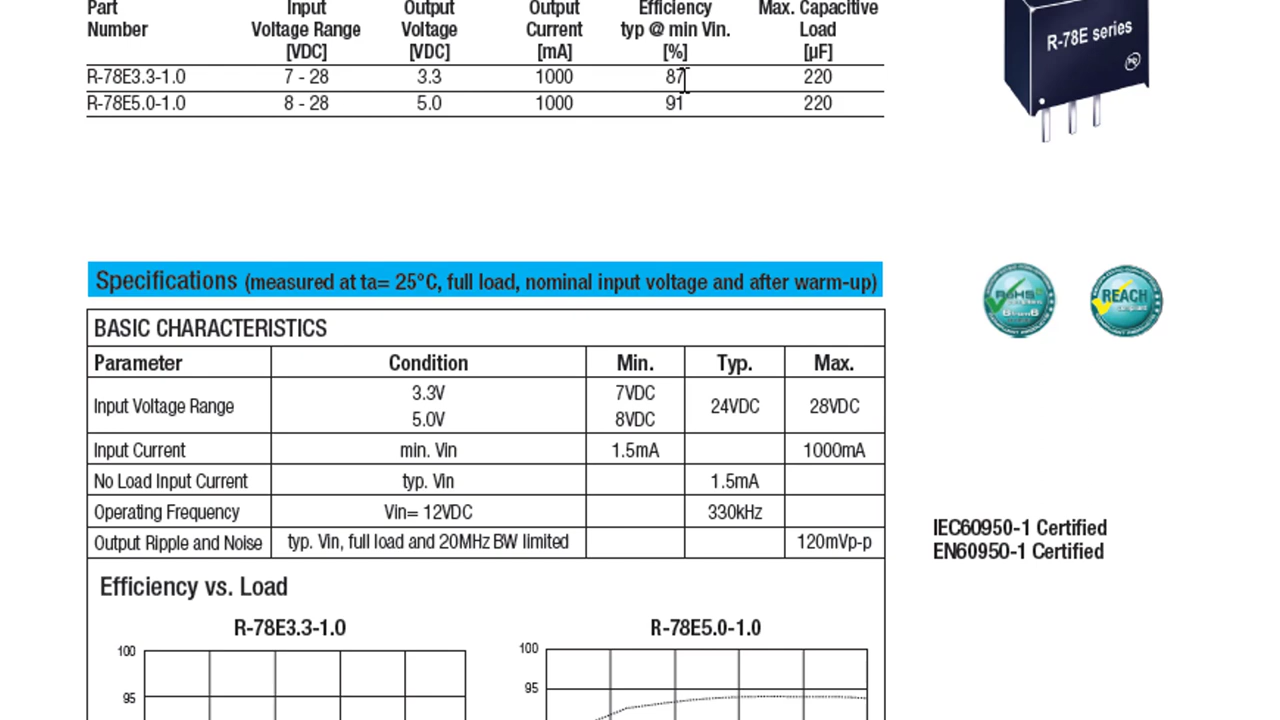 Part Input Output Output Efficiency Max. Capacitive
Number Voltage Range Voltage Current typ @ min Vin. Load
[VDC] [VDC] [mA] [%] [µF]
R-78E3.3-1.0 7 - 28 3.3 1000 87 220
R-78E5.0-1.0 8 - 28 5.0 1000 91 220
R-78E series
Specifications (measured at ta= 25°C, full load, nominal input voltage and after warm-up)
RoHS
REACH
BASIC CHARACTERISTICS
Parameter Condition Min. Typ. Max.
Input Voltage Range 3.3V 7VDC 24VDC 28VDC
5.0V 8VDC
Input Current min. Vin 1.5mA 1000mA
No Load Input Current typ. Vin 1.5mA
Operating Frequency Vin= 12VDC 330kHz
Output Ripple and Noise typ. Vin, full load and 20MHz BW limited 120mVp-p
IEC60950-1 Certified
EN60950-1 Certified
Efficiency vs. Load
R-78E3.3-1.0 R-78E5.0-1.0
100 100
95 95